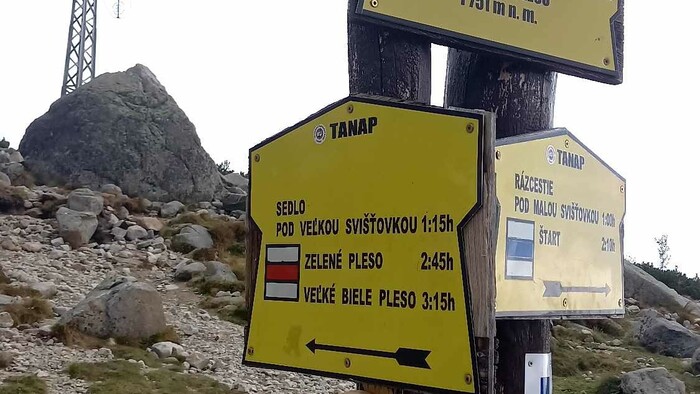 1751 m n. m.
TANAP
SEDLO
POD VEĽKOU SVIŠŤOVKOU 1:15h
ZELENÉ PLESO 2:45h
VEĽKÉ BIELE PLESO 3:15h
TANAP
RÁZCESTIE
POD MALOU SVIŠŤOVKOU 1:00h
ŠTART 2:10h